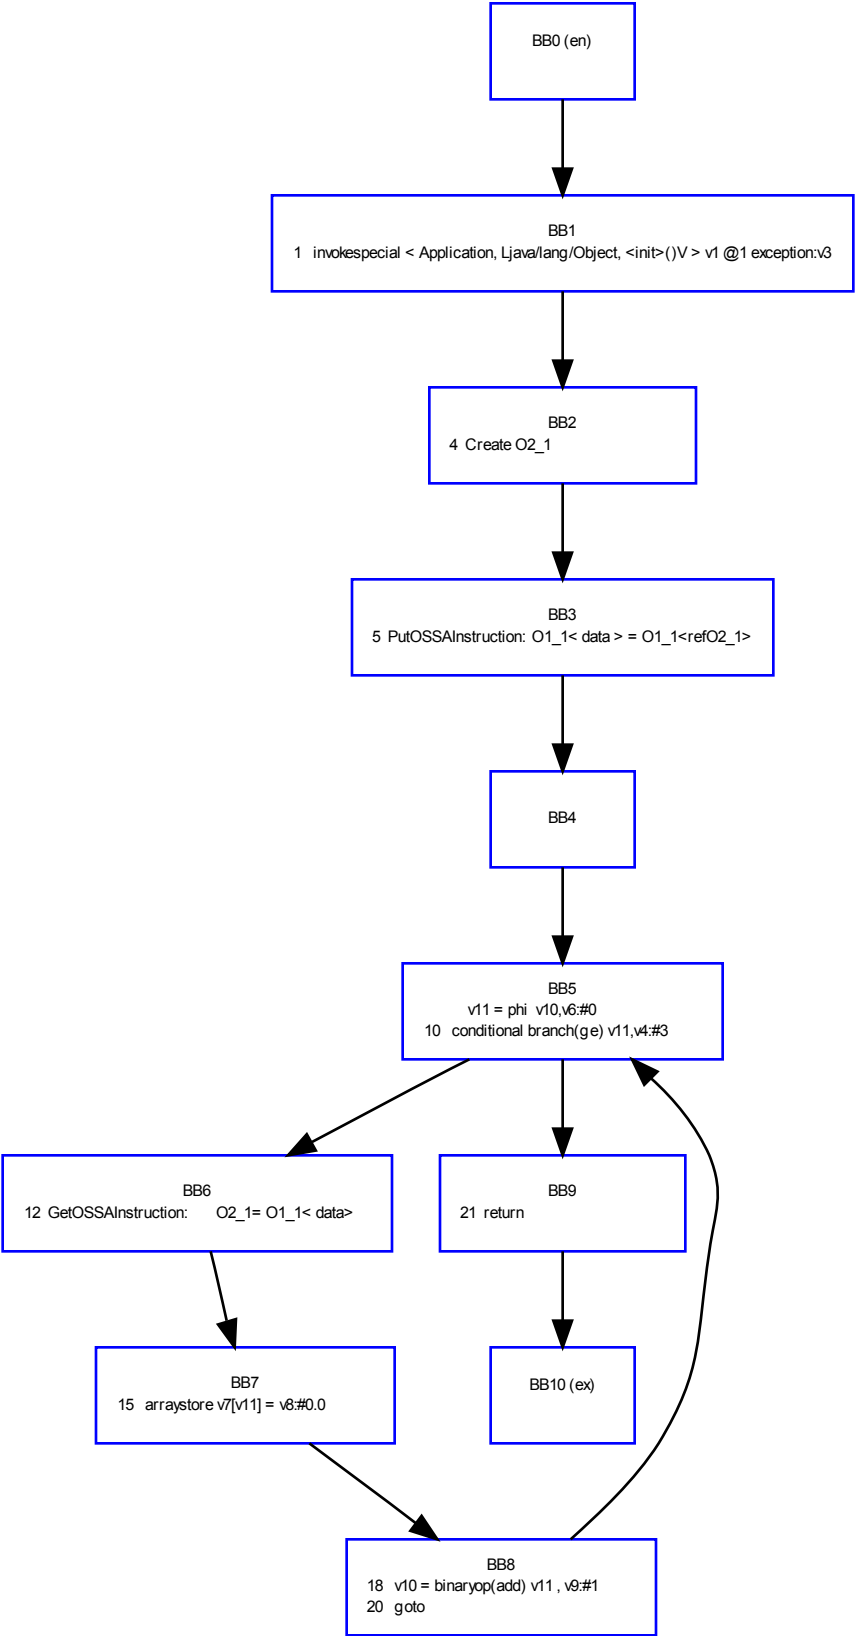 BB0 (en)
BB1
1 invokespecial < Application, Ljava/lang/Object, <init>()V > v1 @1 exception:v3
BB2
4 Create O2_1
BB3
5 PutOSSAInstruction: O1_1< data > = O1_1<refO2_1>
BB4
BB5
v11 = phi v10,v6:#0
10 conditional branch(ge) v11,v4:#3
BB6
12 GetOSSAInstruction: O2_1= O1_1< data>
BB9
21 return
BB7
15 arraystore v7[v11] = v8:#0.0
BB10 (ex)
BB8
18 v10 = binaryop(add) v11 , v9:#1
20 goto